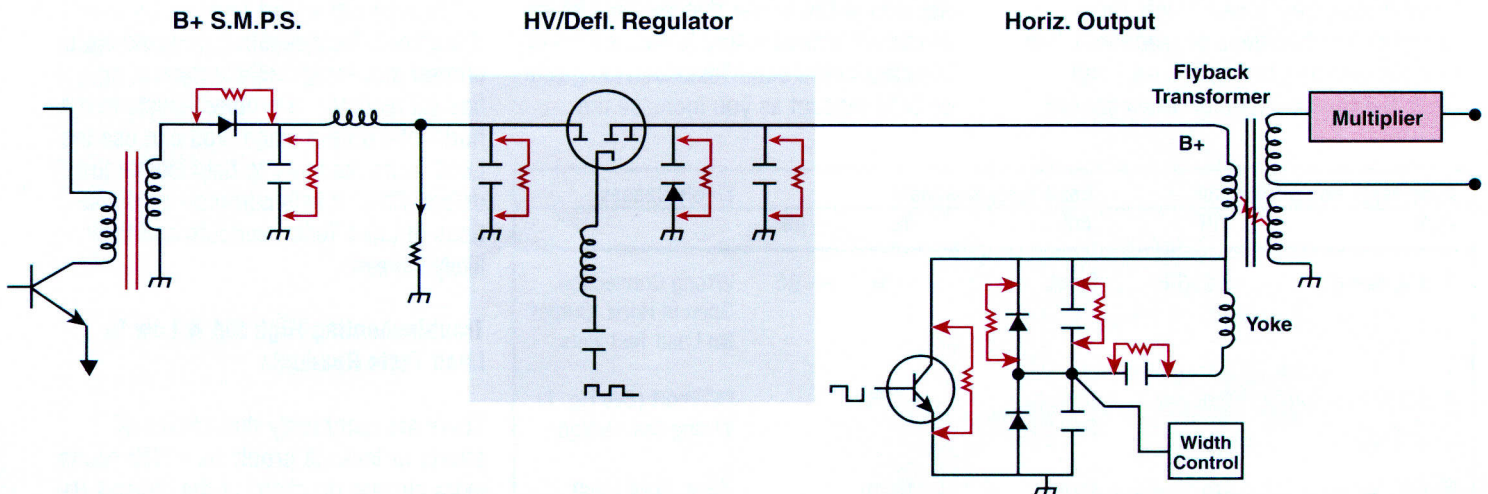 B+ S.M.P.S.
HV/Defl. Regulator
Horiz. Output
Flyback
Transformer
Multiplier
B+
Yoke
Width
Control